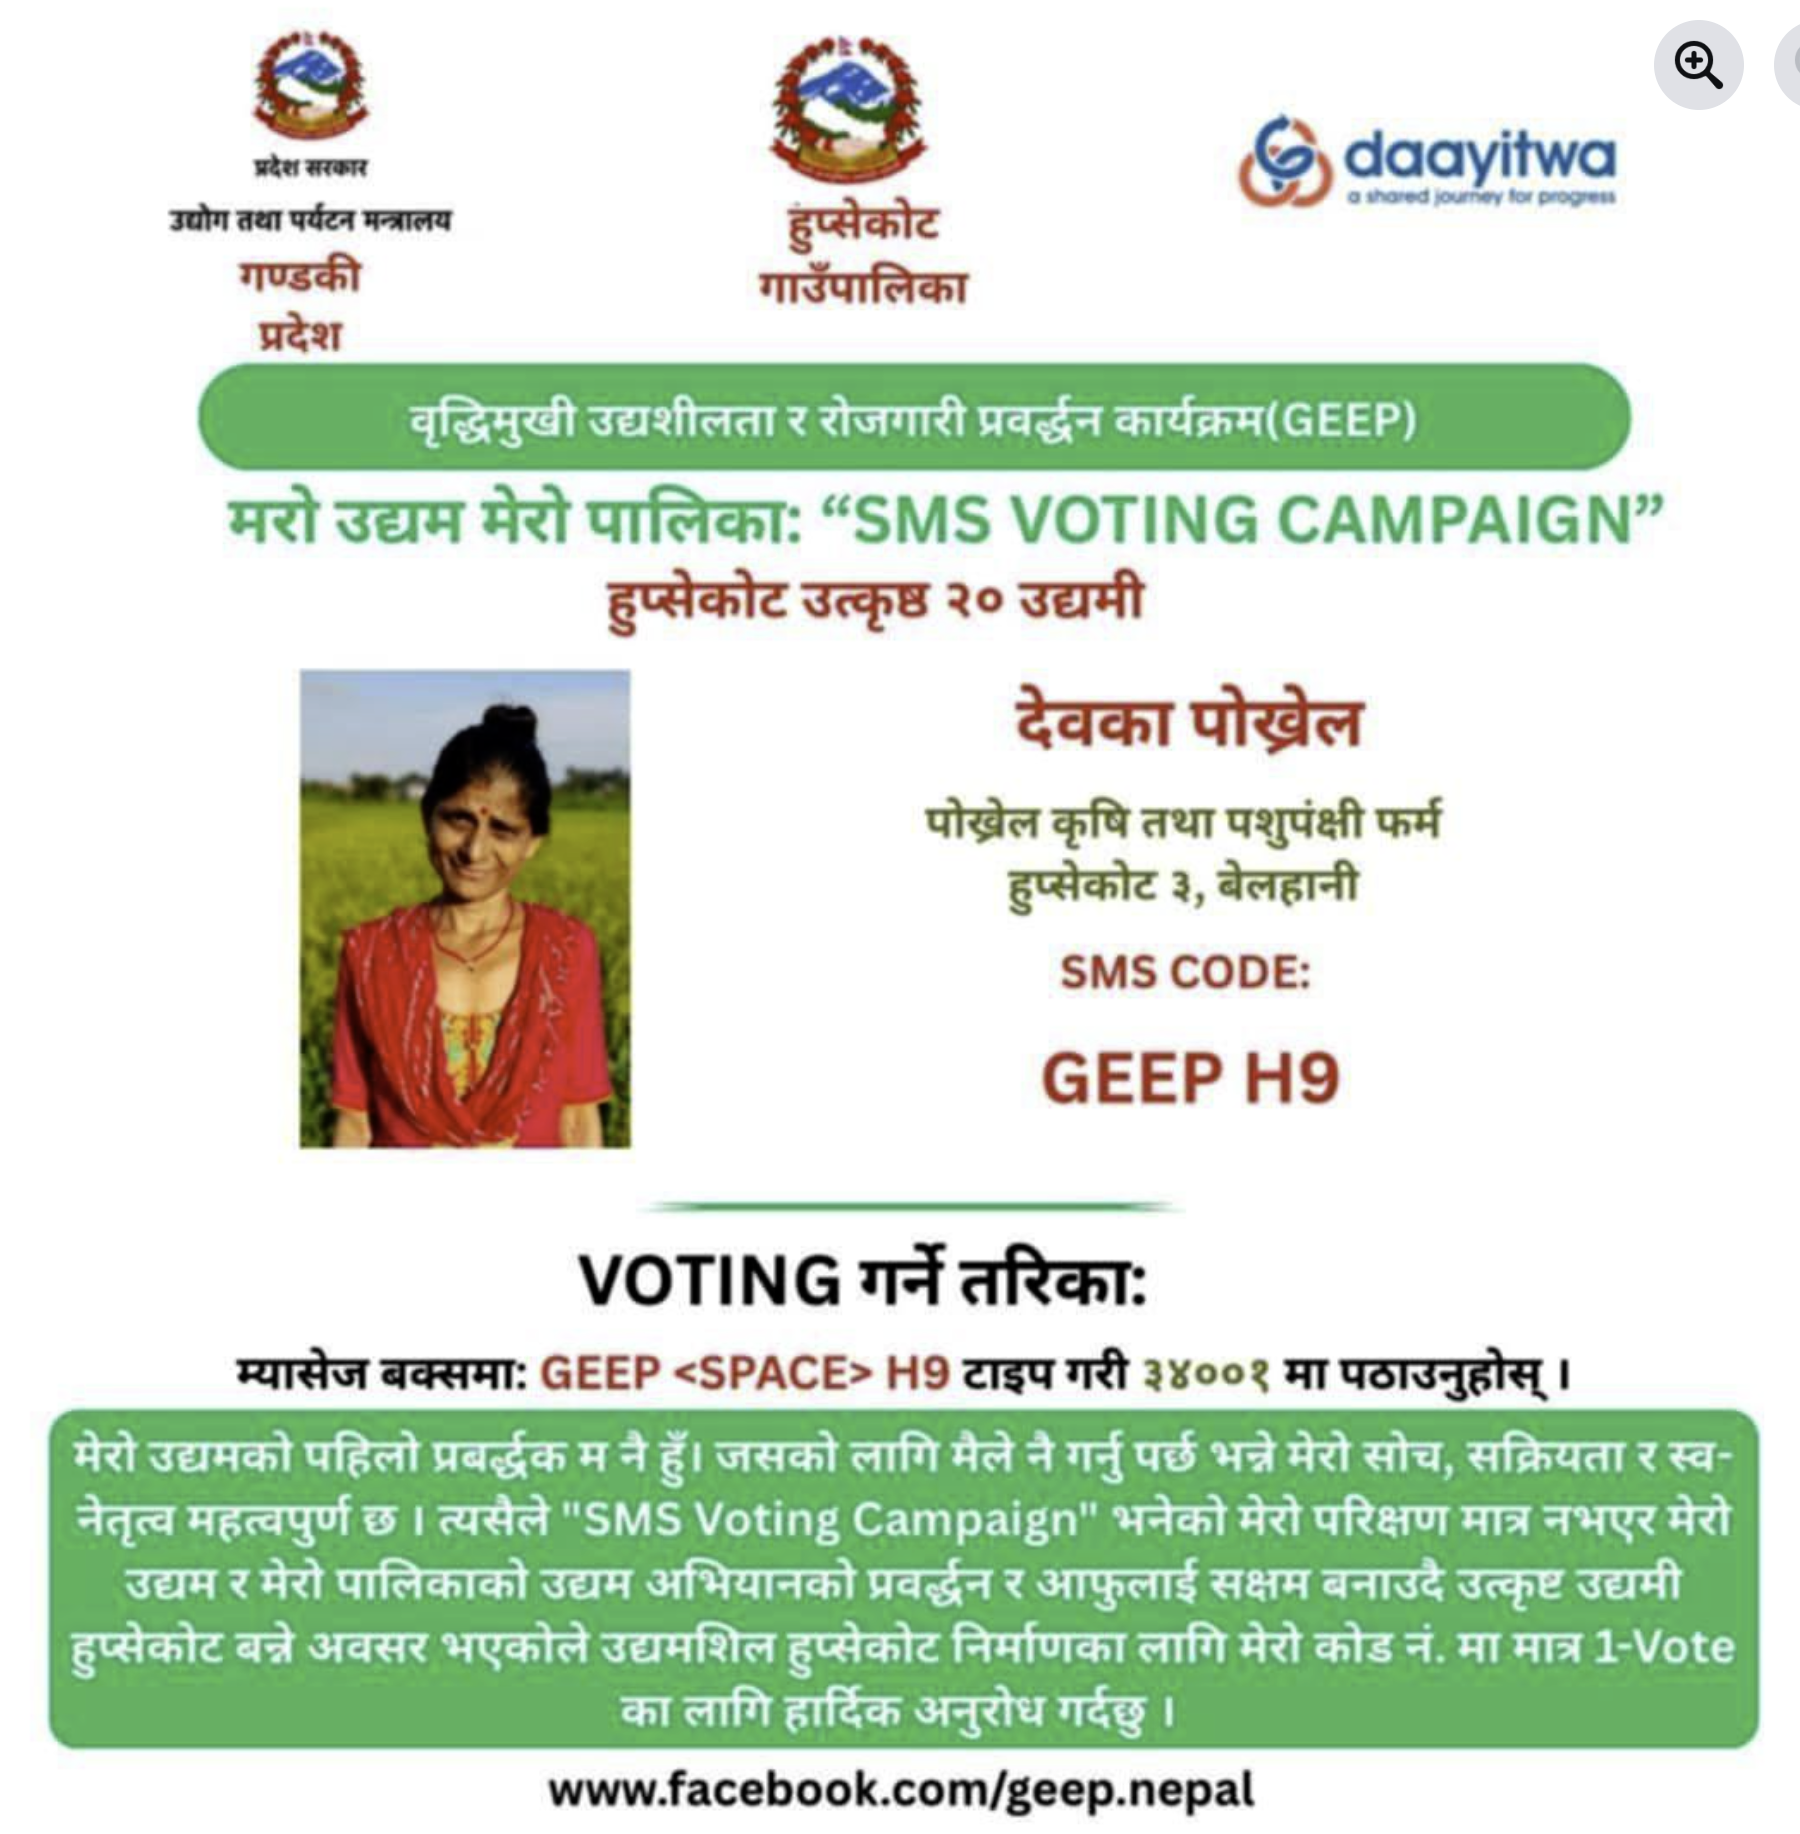 प्रदेश सरकार
उद्योग तथा पर्यटन मन्त्रालय
गण्डकी
प्रदेश
हुप्सेकोट
गाउँपालिका
daayitwa
a shared journey for progress
वृद्धिमुखी उद्यशीलता र रोजगारी प्रवर्द्धन कार्यक्रम(GEEP)
मरो उद्यम मेरो पालिका: “SMS VOTING CAMPAIGN”
हुप्सेकोट उत्कृष्ठ २० उद्यमी
देवका पोख्रेल
पोख्रेल कृषि तथा पशुपंक्षी फर्म
हुप्सेकोट ३, बेलहानी
SMS CODE:
GEEP H9
VOTING गर्ने तरिका:
म्यासेज बक्समा: GEEP <SPACE> H9 टाइप गरी ३४००१ मा पठाउनुहोस् ।
मेरो उद्यमको पहिलो प्रबर्द्धक म नै हुँ। जसको लागि मैले नै गर्नु पर्छ भन्ने मेरो सोच, सक्रियता र स्व-
नेतृत्व महत्वपुर्ण छ । त्यसैले "SMS Voting Campaign" भनेको मेरो परिक्षण मात्र नभएर मेरो
उद्यम र मेरो पालिकाको उद्यम अभियानको प्रवर्द्धन र आफुलाई सक्षम बनाउदै उत्कृष्ट उद्यमी
हुप्सेकोट बन्ने अवसर भएकोले उद्यमशिल हुप्सेकोट निर्माणका लागि मेरो कोड नं. मा मात्र 1-Vote
का लागि हार्दिक अनुरोध गर्दछु ।
www.facebook.com/geep.nepal